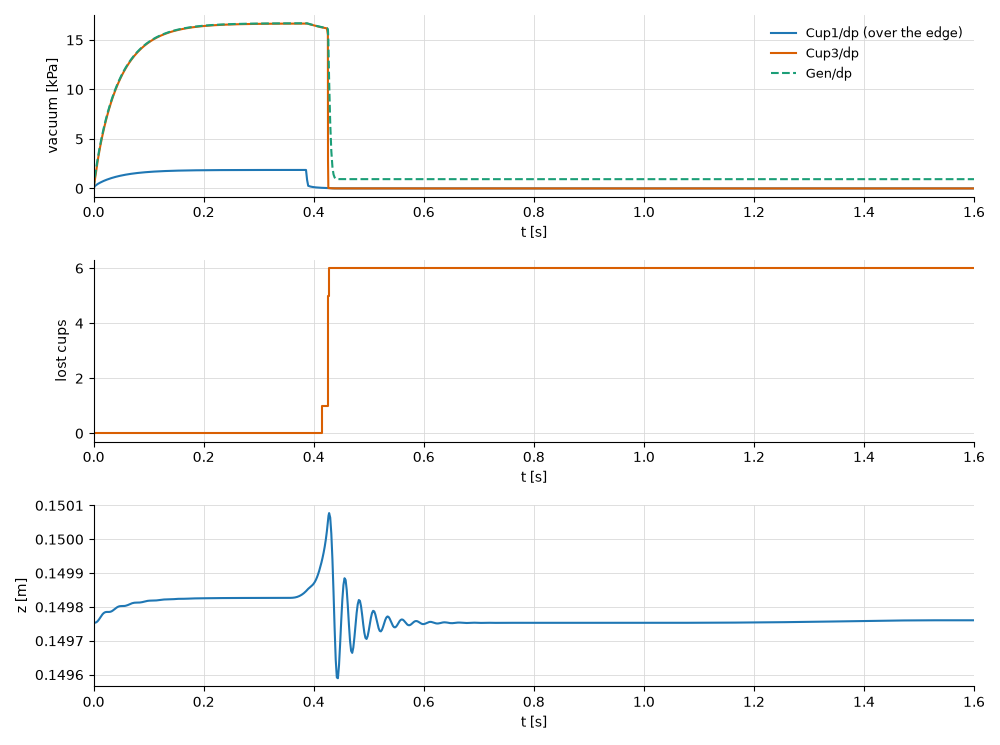 vacuum [kPa]
15
10
5
0
Cup1/dp (over the edge)
Cup3/dp
Gen/dp
0.0 0.2 0.4 0.6 0.8 1.0 1.2 1.4 1.6
t [s]
lost cups
6
4
2
0
0.0 0.2 0.4 0.6 0.8 1.0 1.2 1.4 1.6
t [s]
z [m]
0.1501
0.1500
0.1499
0.1498
0.1497
0.1496
0.0 0.2 0.4 0.6 0.8 1.0 1.2 1.4 1.6
t [s]